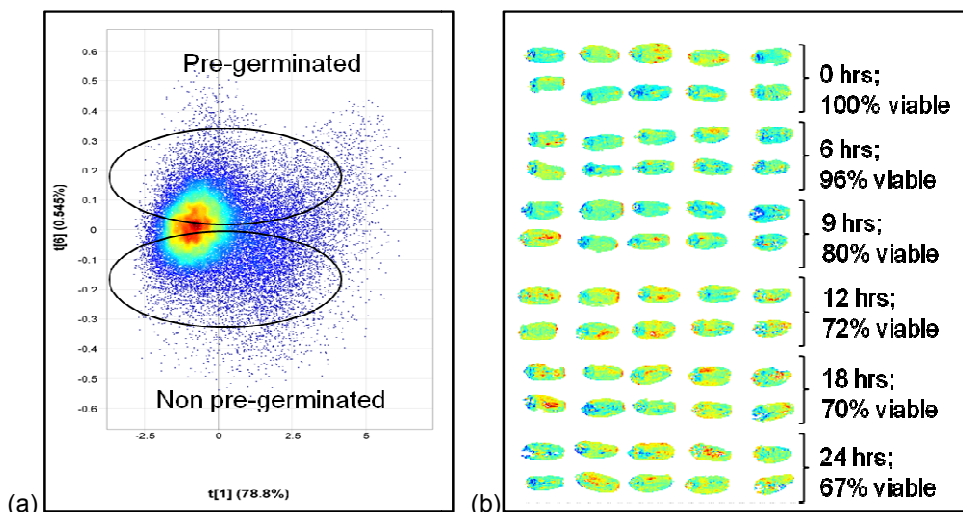 Pre-germinated
0.6
0.5
0.4
0.3
0.2
0.1
0
-0.1
-0.2
-0.3
-0.4
-0.5
-0.6
t[6] (0.545%)
Non pre-germinated
-2.5 0 2.5 5
t[1] (78.8%)
(a)
0 hrs;
100% viable
6 hrs;
96% viable
9 hrs;
80% viable
12 hrs;
72% viable
18 hrs;
70% viable
24 hrs;
67% viable
(b)